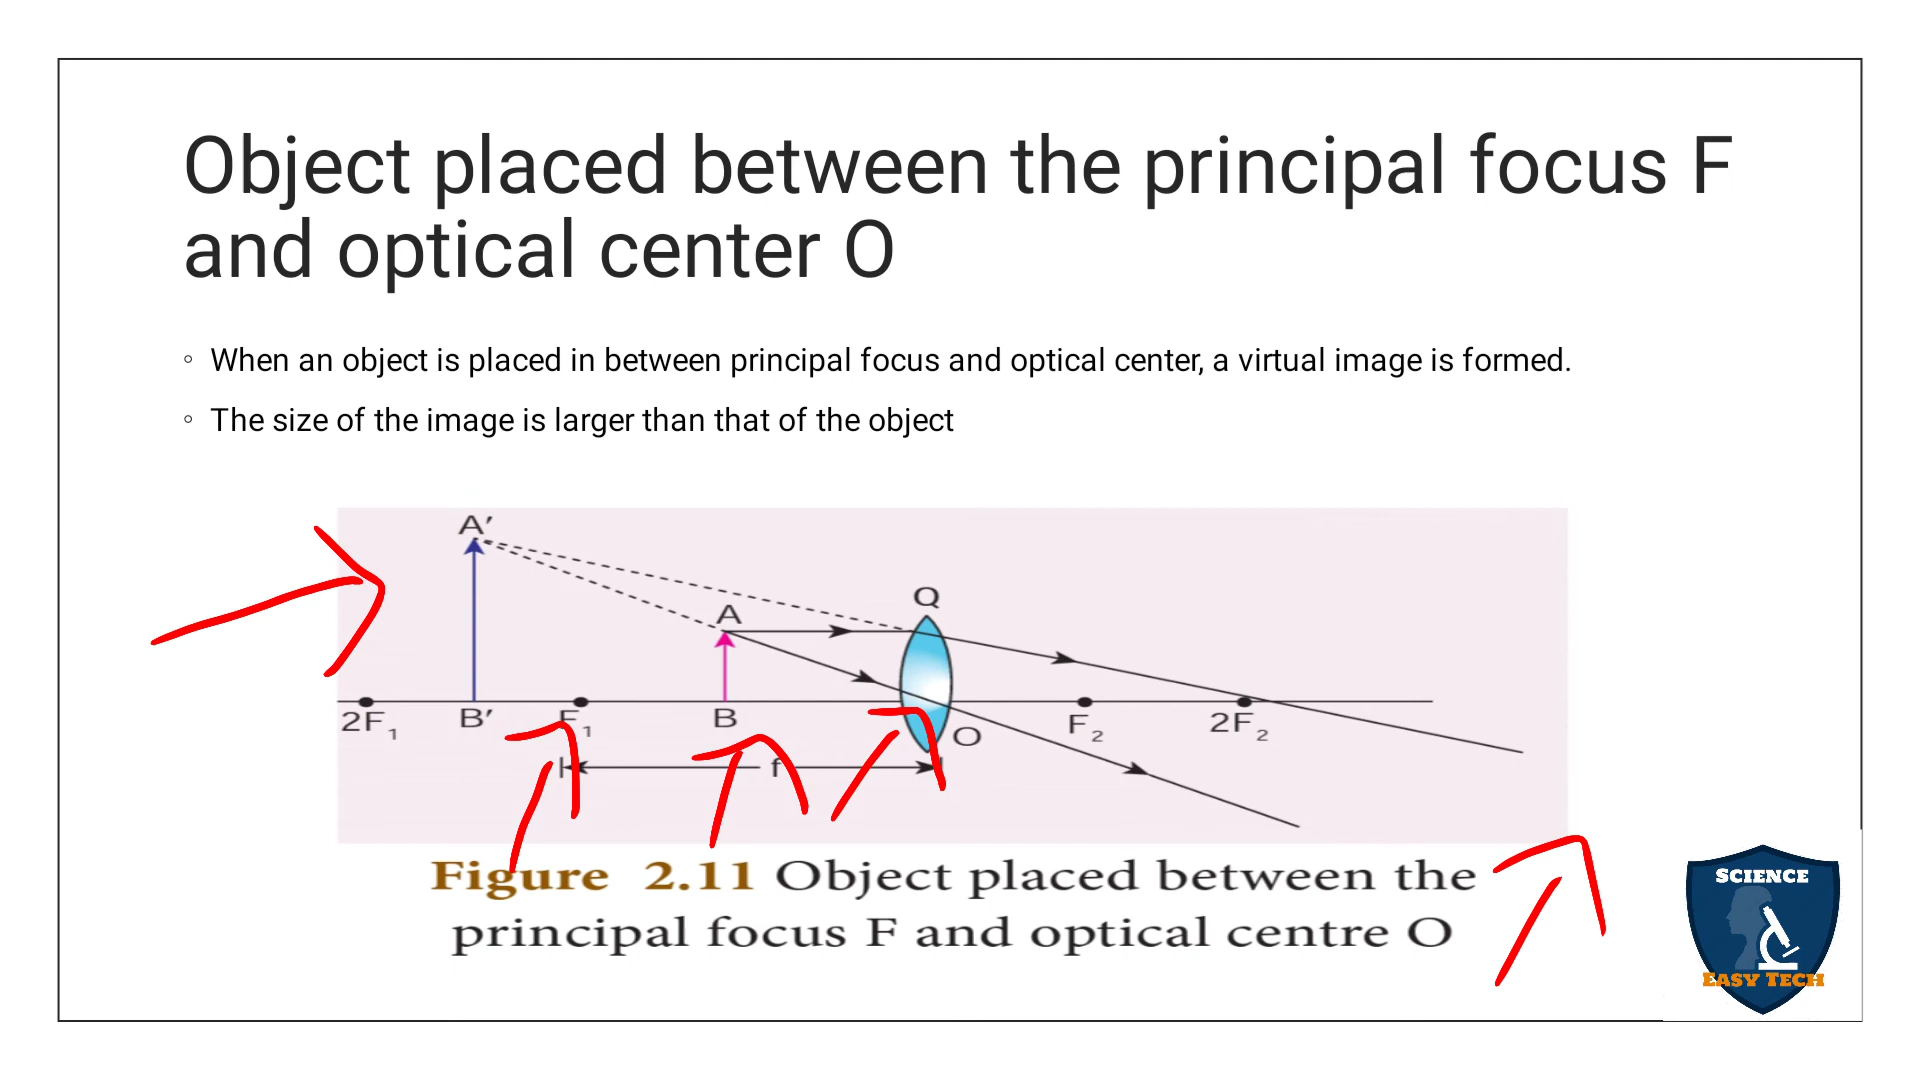 Object placed between the principal focus F
and optical center O
◦ When an object is placed in between principal focus and optical center, a virtual image is formed.
◦ The size of the image is larger than that of the object
A′
Q
A
2F₁ B′ F₁ B O F₂ 2F₂
f
Figure 2.11 Object placed between the
principal focus F and optical centre O
SCIENCE
EASY TECH